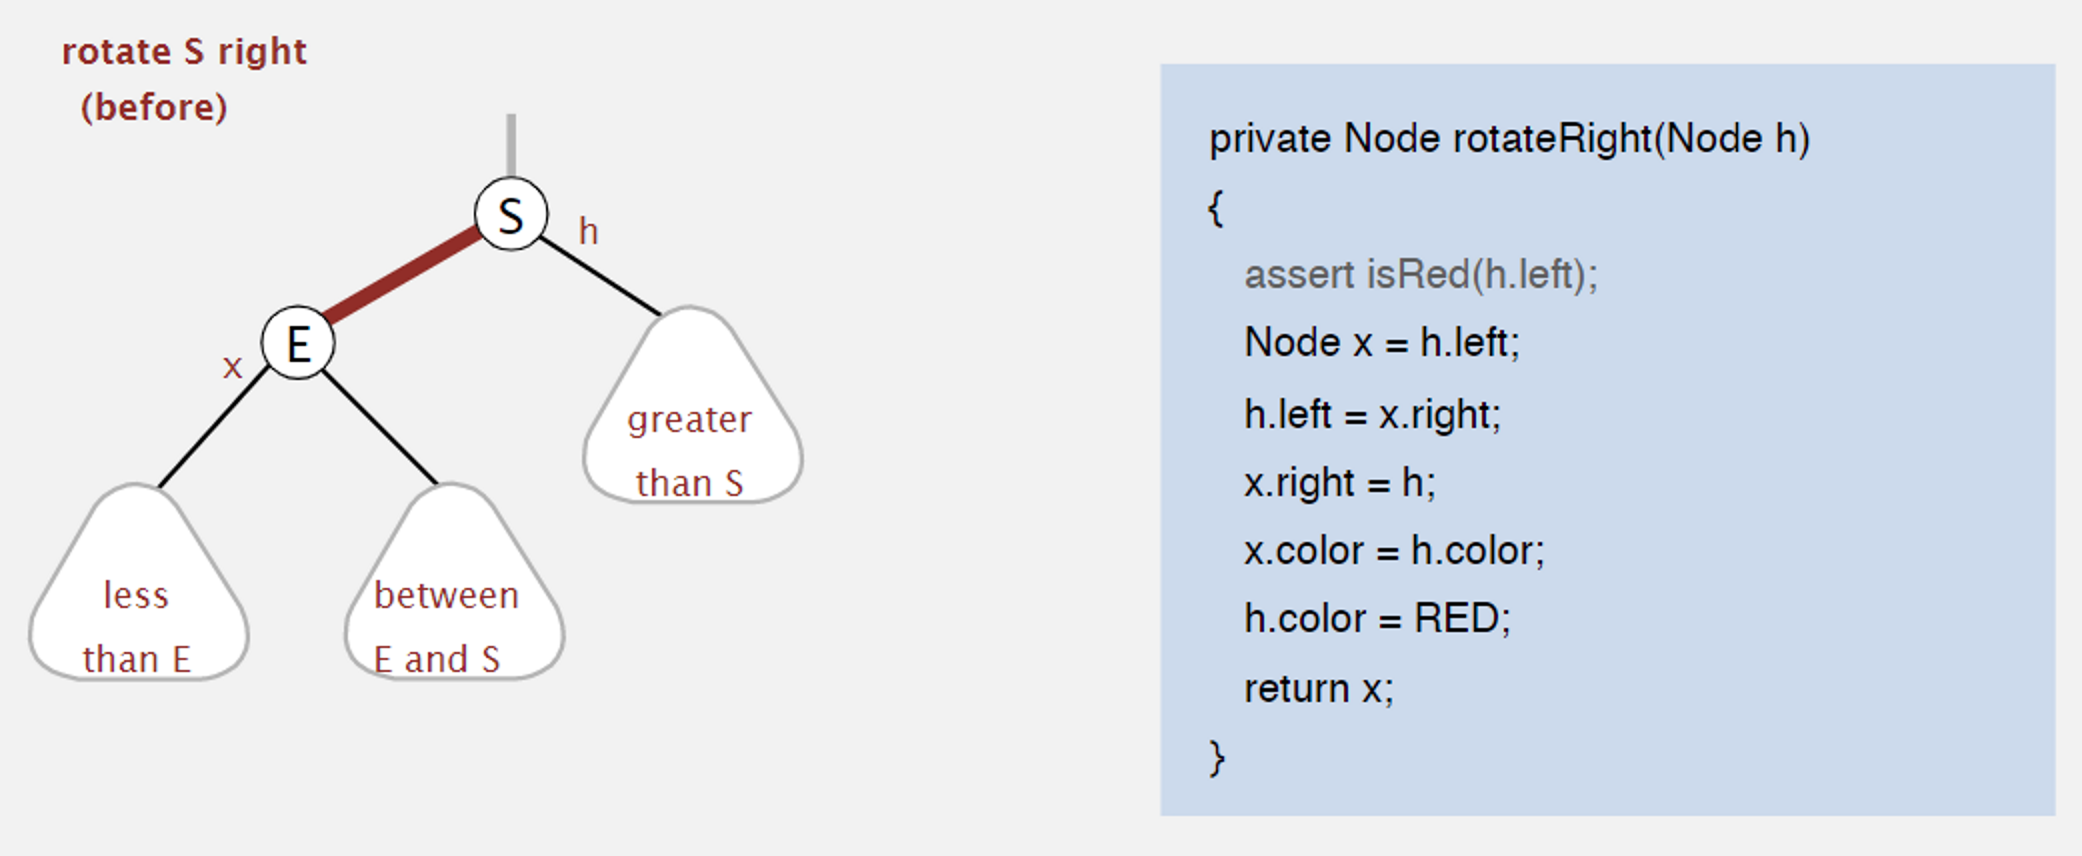 rotate S right
(before)
S
h
E
x
greater
than S
less
than E
between
E and S
private Node rotateRight(Node h)
{
assert isRed(h.left);
Node x = h.left;
h.left = x.right;
x.right = h;
x.color = h.color;
h.color = RED;
return x;
}